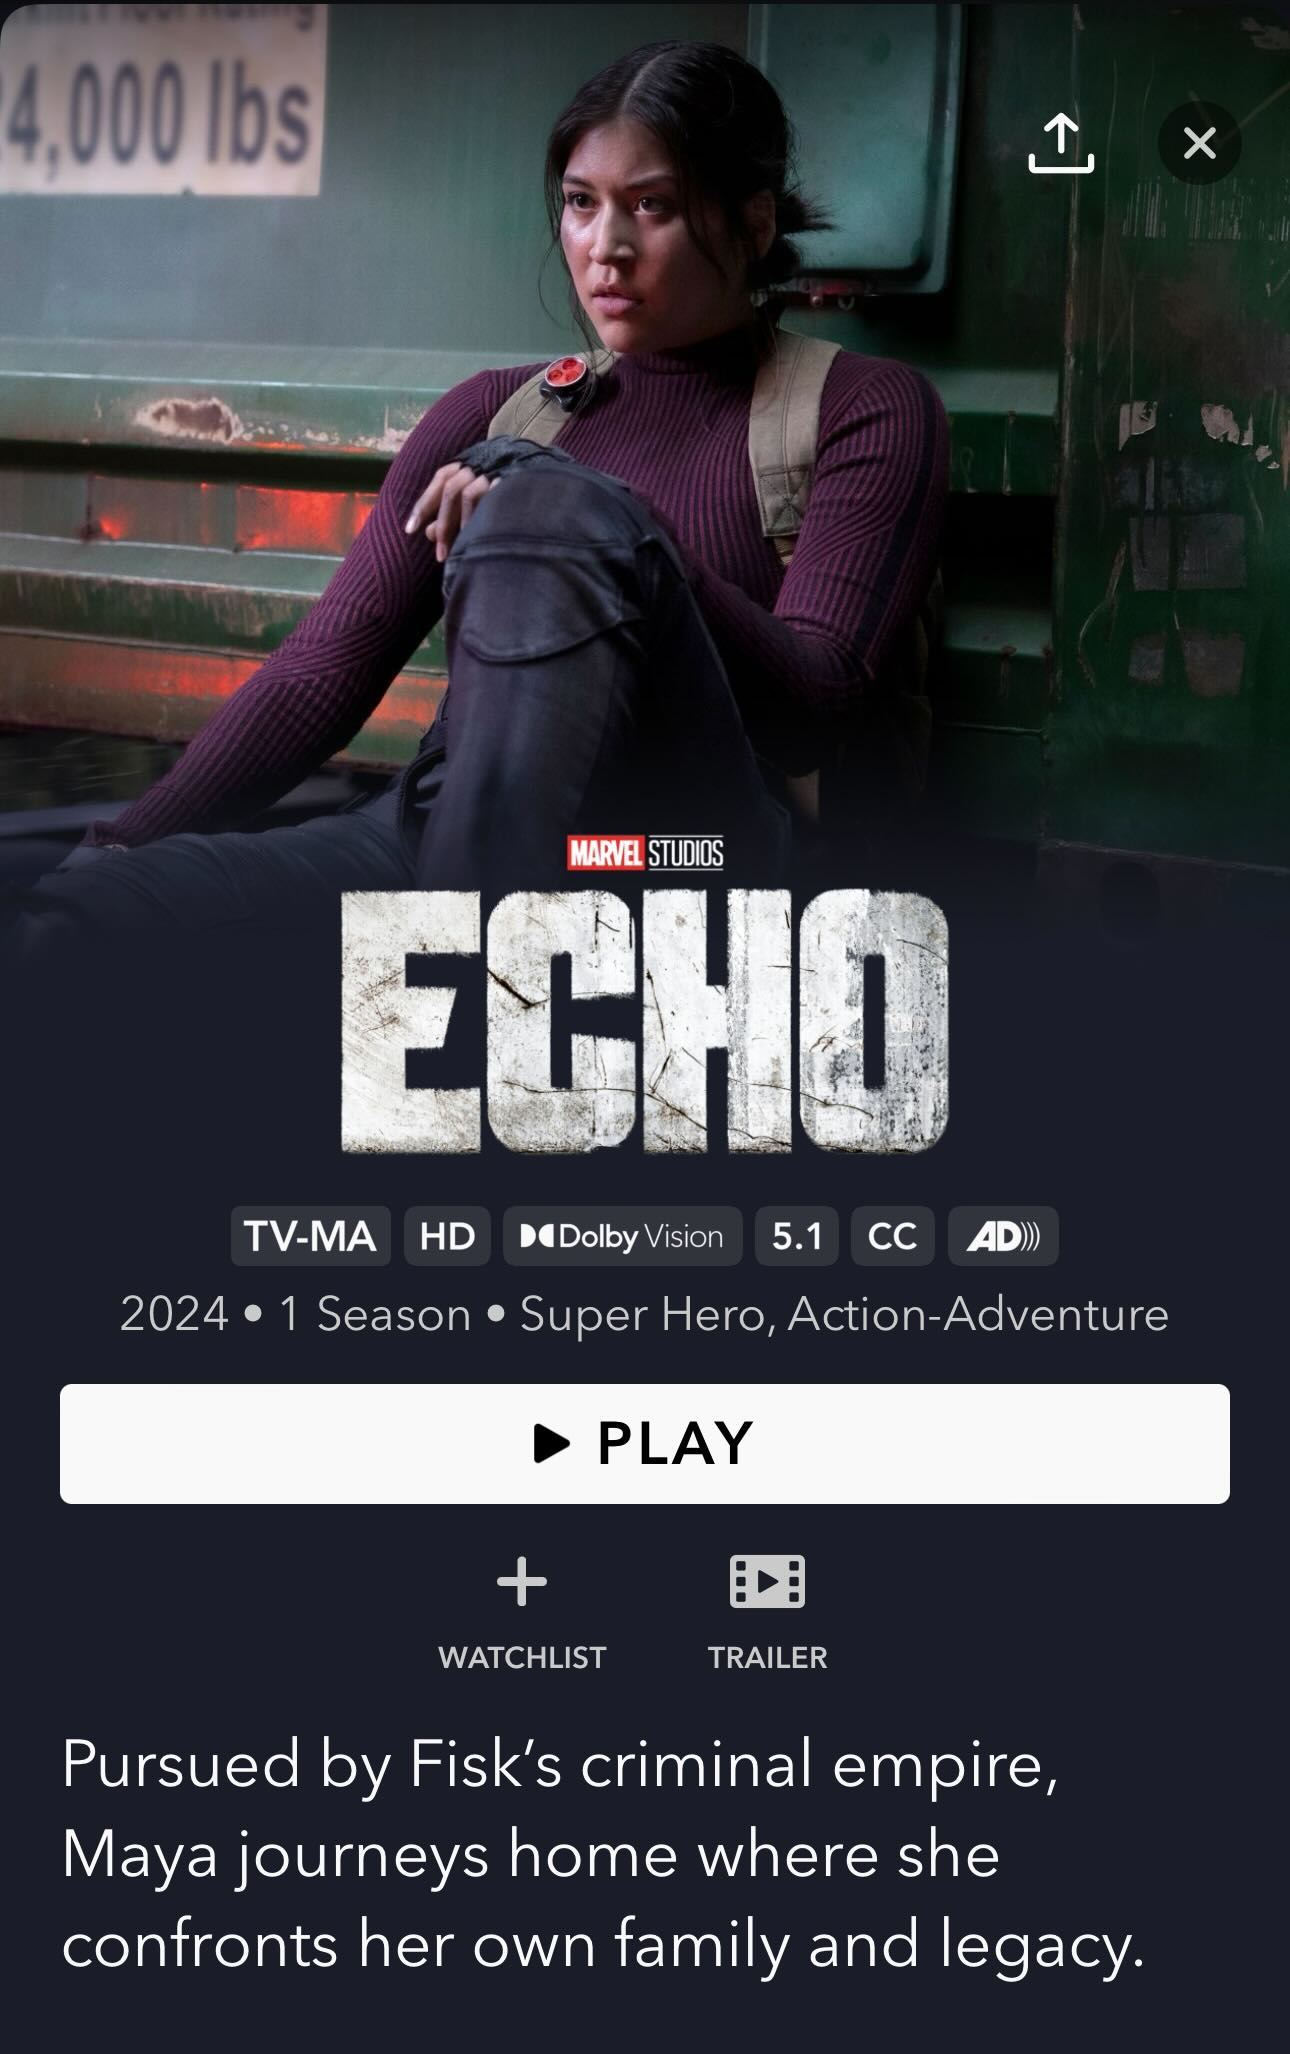 4,000 lbs
MARVEL STUDIOS
ECHO
TV-MA HD Dolby Vision 5.1 CC AD
2024 • 1 Season • Super Hero, Action-Adventure
PLAY
WATCHLIST TRAILER
Pursued by Fisk’s criminal empire,
Maya journeys home where she
confronts her own family and legacy.